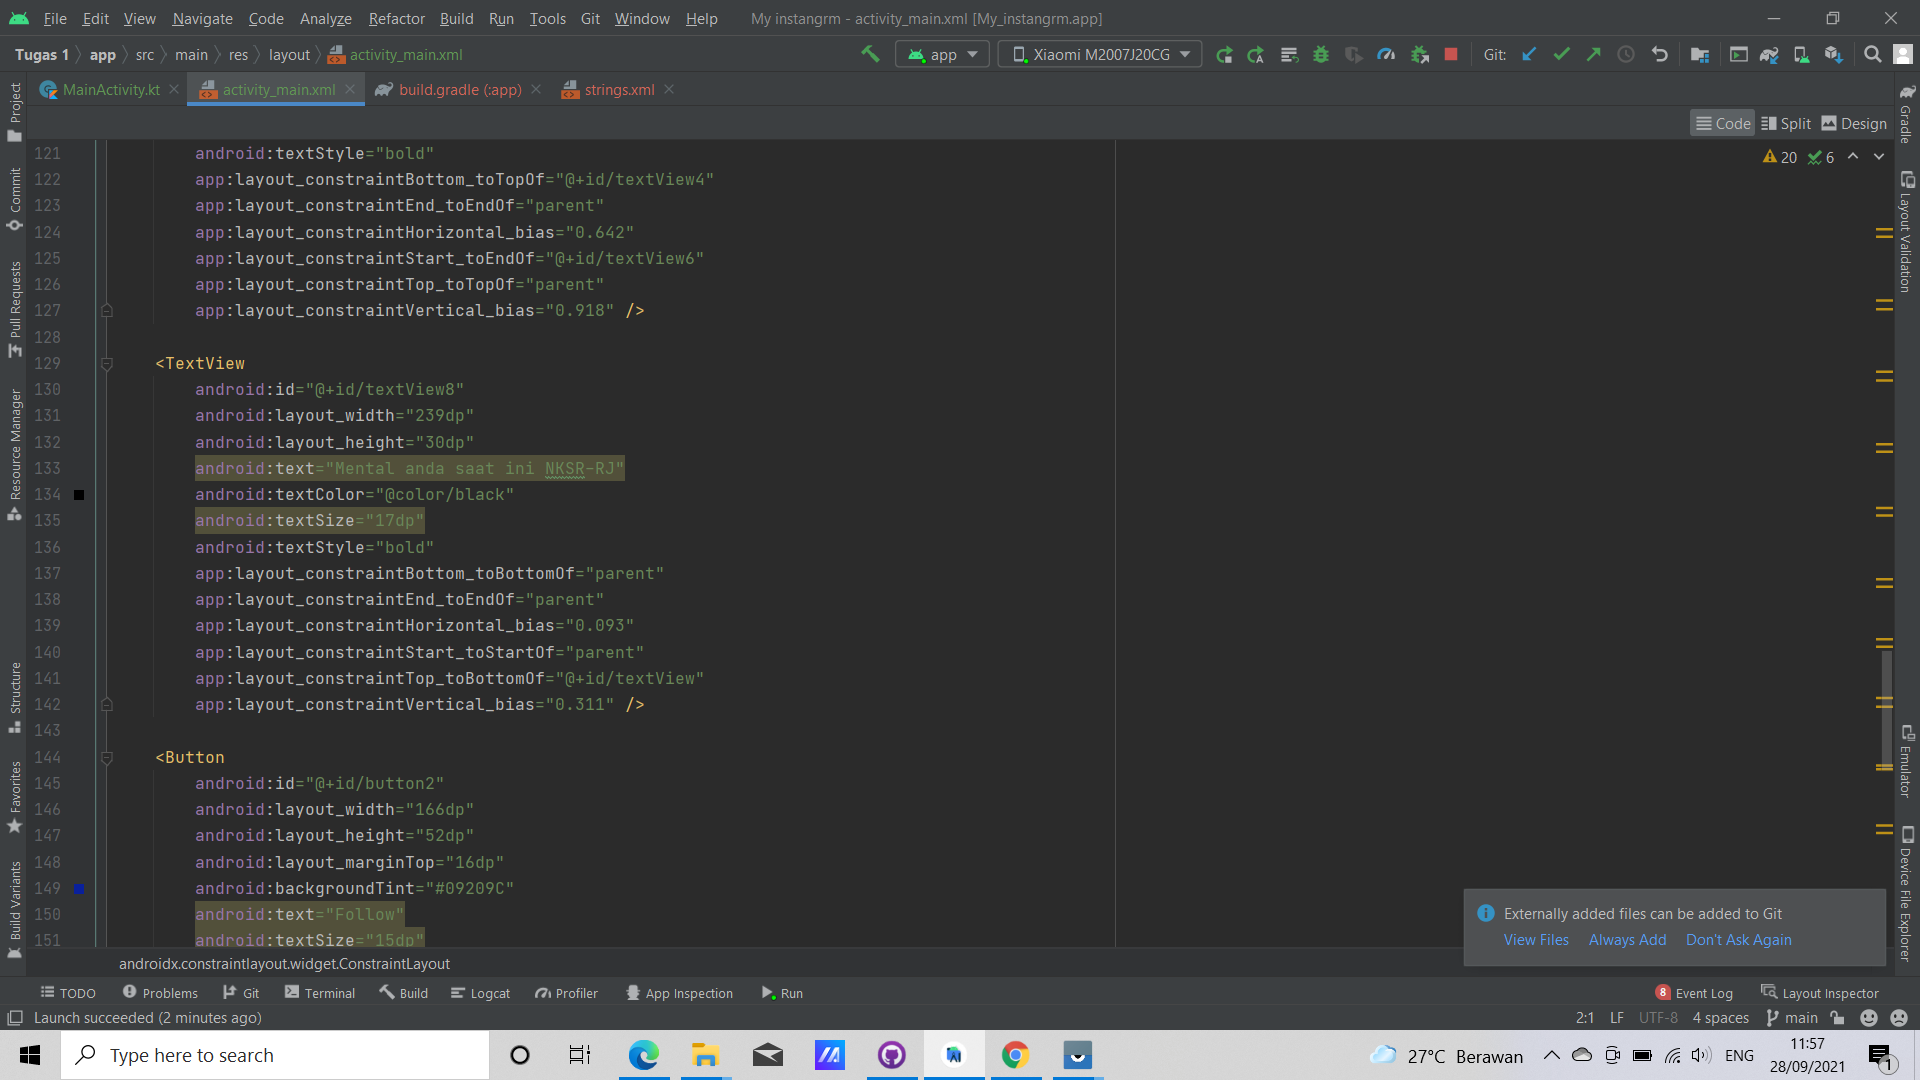 File Edit View Navigate Code Analyze Refactor Build Run Tools Git Window Help My instangrm - activity_main.xml [My_instangrm.app]
Tugas 1 app src main res layout activity_main.xml app Xiaomi M2007J20CG Git:
MainActivity.kt activity_main.xml build.gradle (:app) strings.xml
Code Split Design
20 6
121 android:textStyle="bold"
122 app:layout_constraintBottom_toTopOf="@+id/textView4"
123 app:layout_constraintEnd_toEndOf="parent"
124 app:layout_constraintHorizontal_bias="0.642"
125 app:layout_constraintStart_toEndOf="@+id/textView6"
126 app:layout_constraintTop_toTopOf="parent"
127 app:layout_constraintVertical_bias="0.918" />
128
129 <TextView
130 android:id="@+id/textView8"
131 android:layout_width="239dp"
132 android:layout_height="30dp"
133 android:text="Mental anda saat ini NKSR-RJ"
134 android:textColor="@color/black"
135 android:textSize="17dp"
136 android:textStyle="bold"
137 app:layout_constraintBottom_toBottomOf="parent"
138 app:layout_constraintEnd_toEndOf="parent"
139 app:layout_constraintHorizontal_bias="0.093"
140 app:layout_constraintStart_toStartOf="parent"
141 app:layout_constraintTop_toBottomOf="@+id/textView"
142 app:layout_constraintVertical_bias="0.311" />
143
144 <Button
145 android:id="@+id/button2"
146 android:layout_width="166dp"
147 android:layout_height="52dp"
148 android:layout_marginTop="16dp"
149 android:backgroundTint="#09209C"
150 android:text="Follow"
151 android:textSize="15dp"
Project
Commit
Pull Requests
Resource Manager
Structure
Favorites
Build Variants
Gradle
Layout Validation
Emulator
Device File Explorer
Externally added files can be added to Git
View Files Always Add Don't Ask Again
androidx.constraintlayout.widget.ConstraintLayout
TODO Problems Git Terminal Build Logcat Profiler App Inspection Run 8 Event Log Layout Inspector
Launch succeeded (2 minutes ago) 2:1 LF UTF-8 4 spaces main
Type here to search 27°C Berawan ENG 11:57
28/09/2021 1